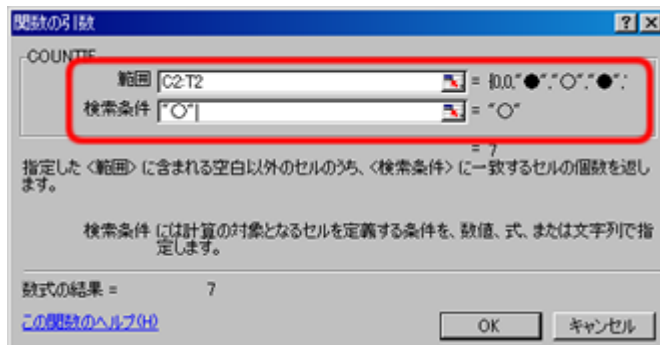 関数の引数
COUNTIF
範囲 C2:T2 = {0,0,"●","○","●",
検索条件 "○" = "○"
= 7
指定した〈範囲〉に含まれる空白以外のセルのうち、〈検索条件〉に一致するセルの個数を返し
ます。
検索条件 には計算の対象となるセルを定義する条件を、数値、式、または文字列で指
定します。
数式の結果 = 7
この関数のヘルプ(H)
OK キャンセル